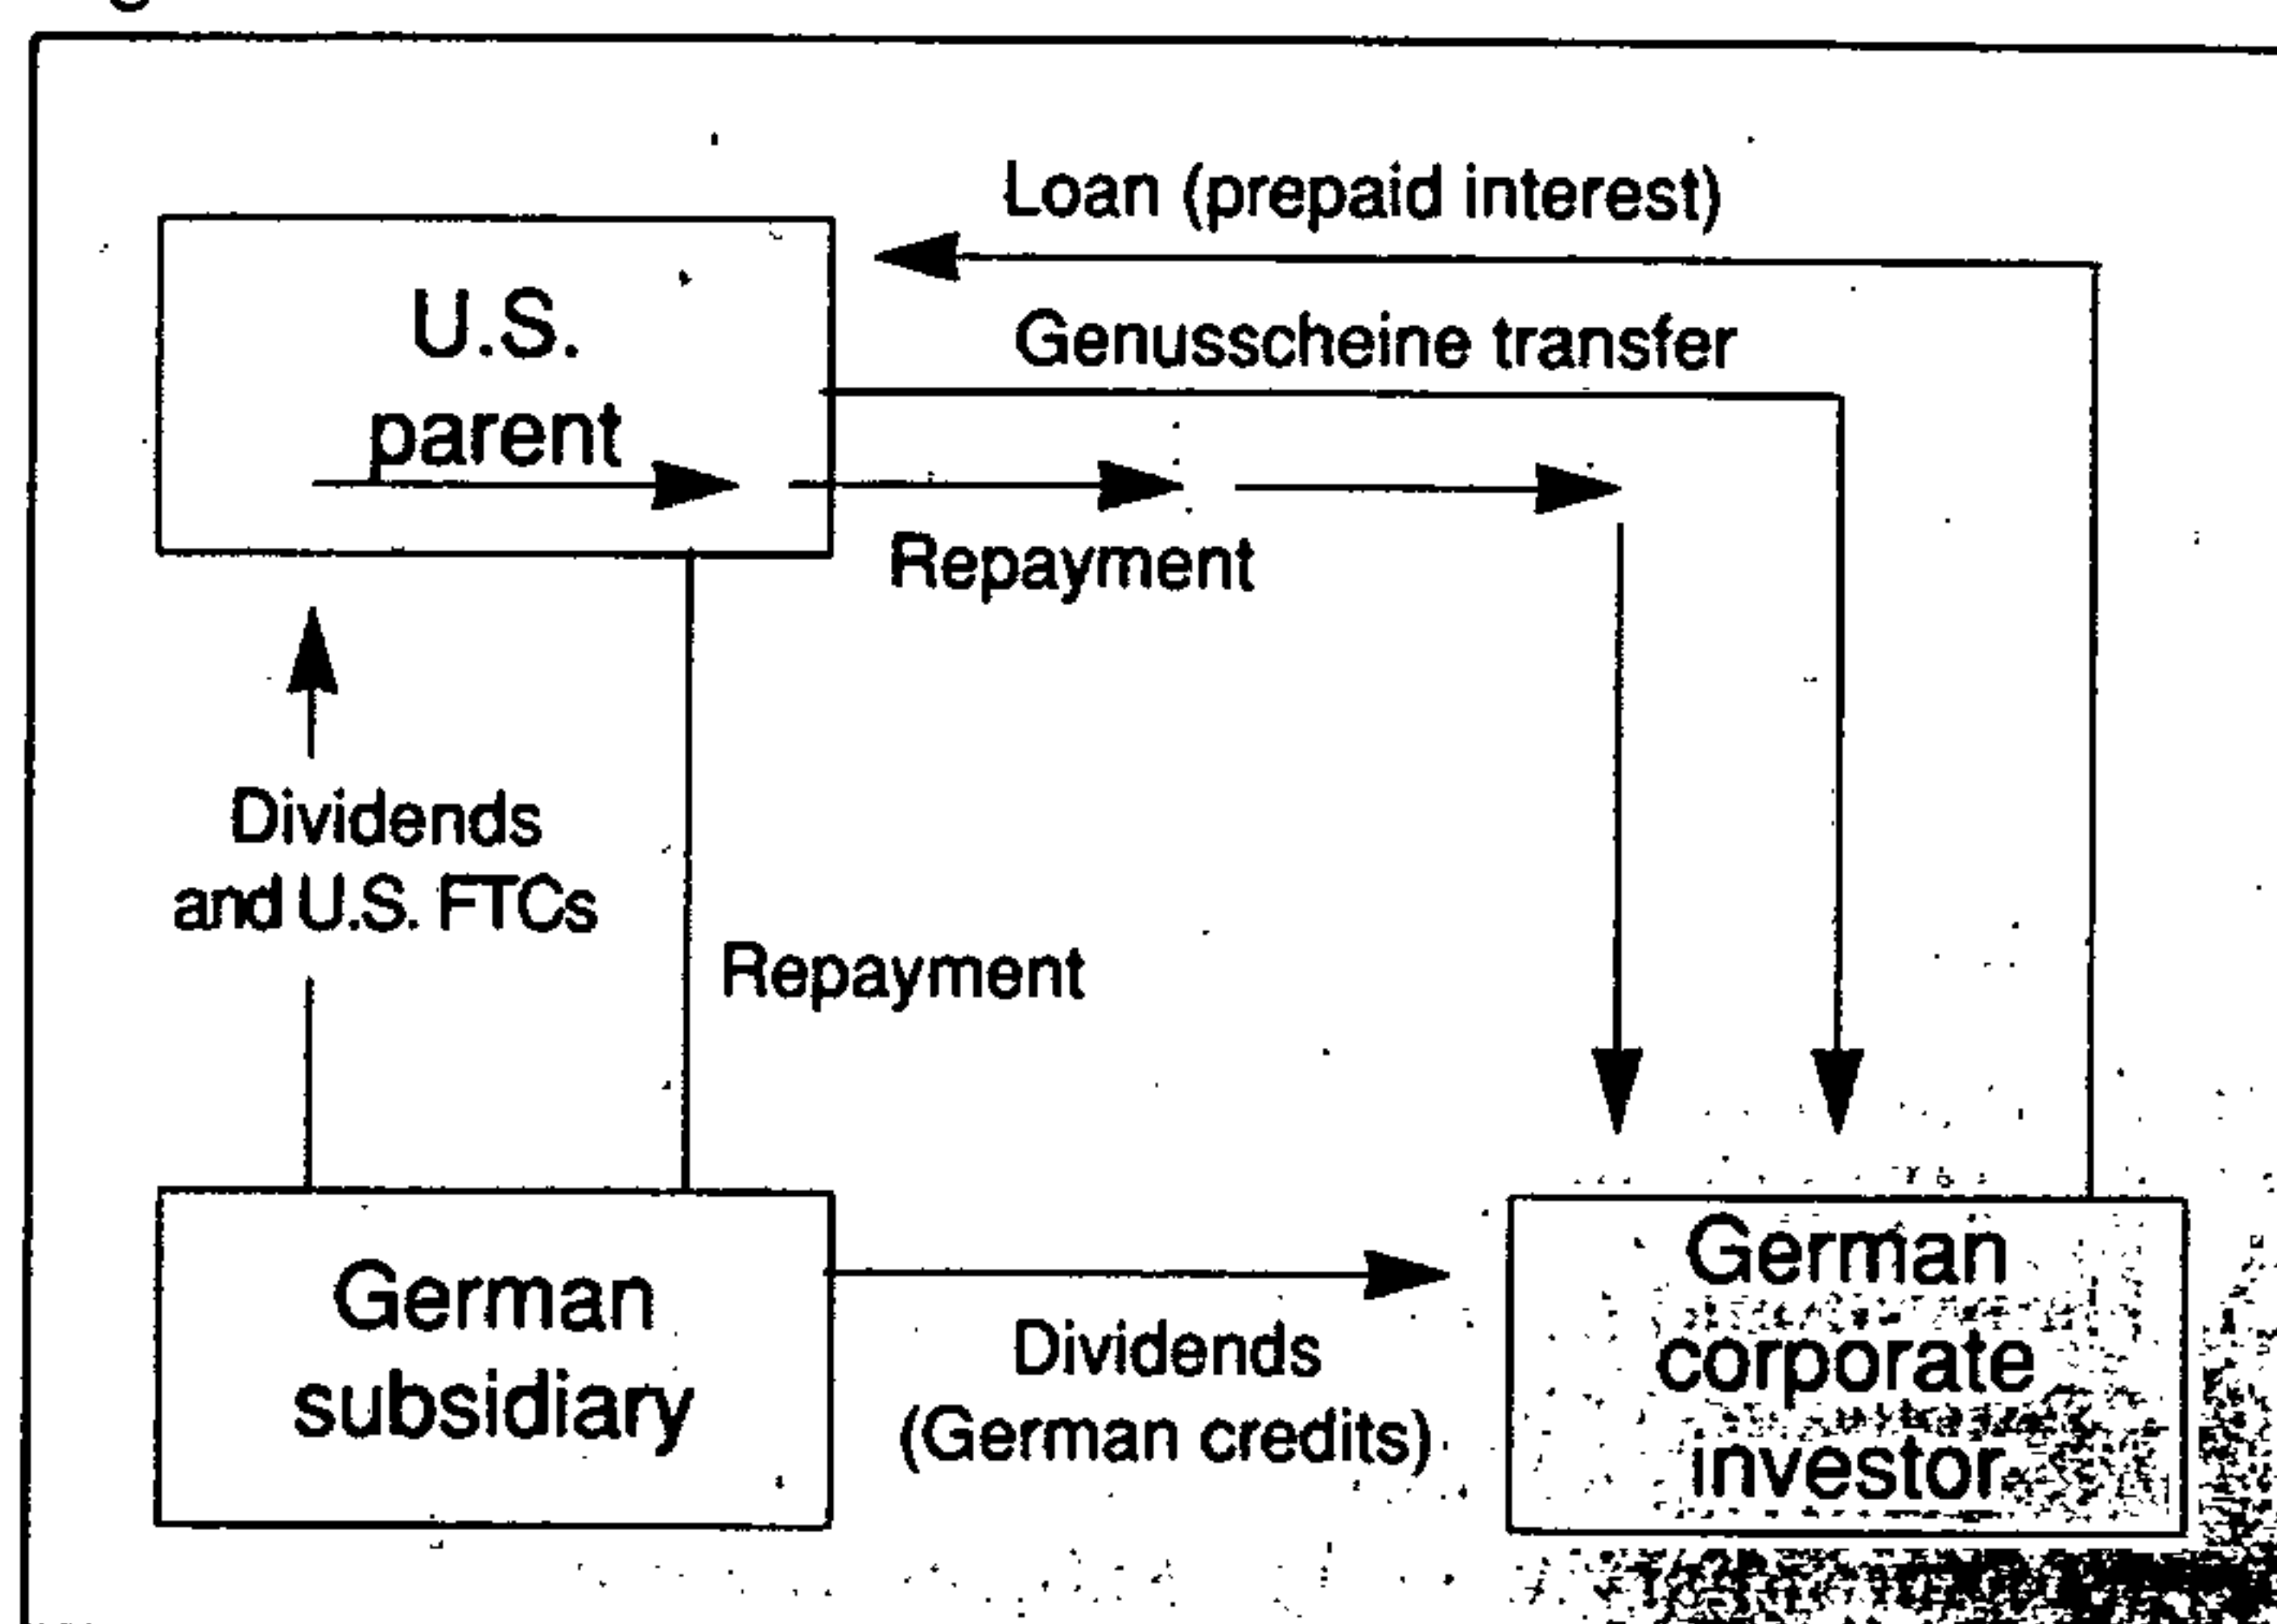 Loan (prepaid interest)
U.S.
parent
Genusscheine transfer
Repayment
Dividends
and U.S. FTCs
Repayment
German
subsidiary
Dividends
(German credits)
German
corporate
investor